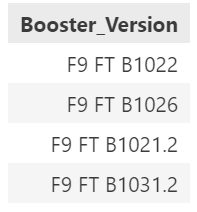 Booster_Version
F9 FT B1022
F9 FT B1026
F9 FT B1021.2
F9 FT B1031.2